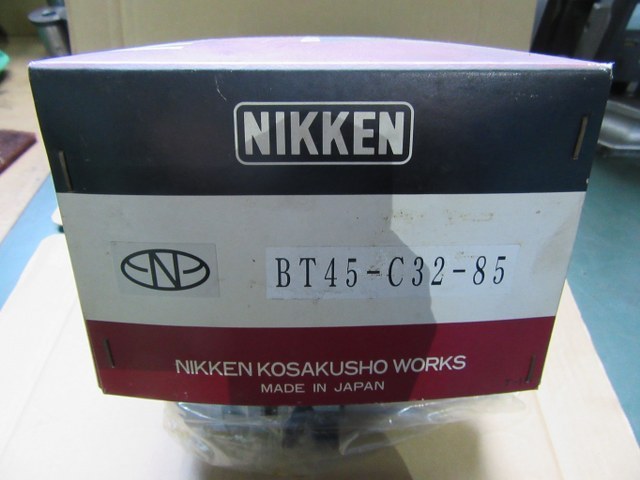 NIKKEN
N
BT45-C32-85
NIKKEN KOSAKUSHO WORKS
MADE IN JAPAN